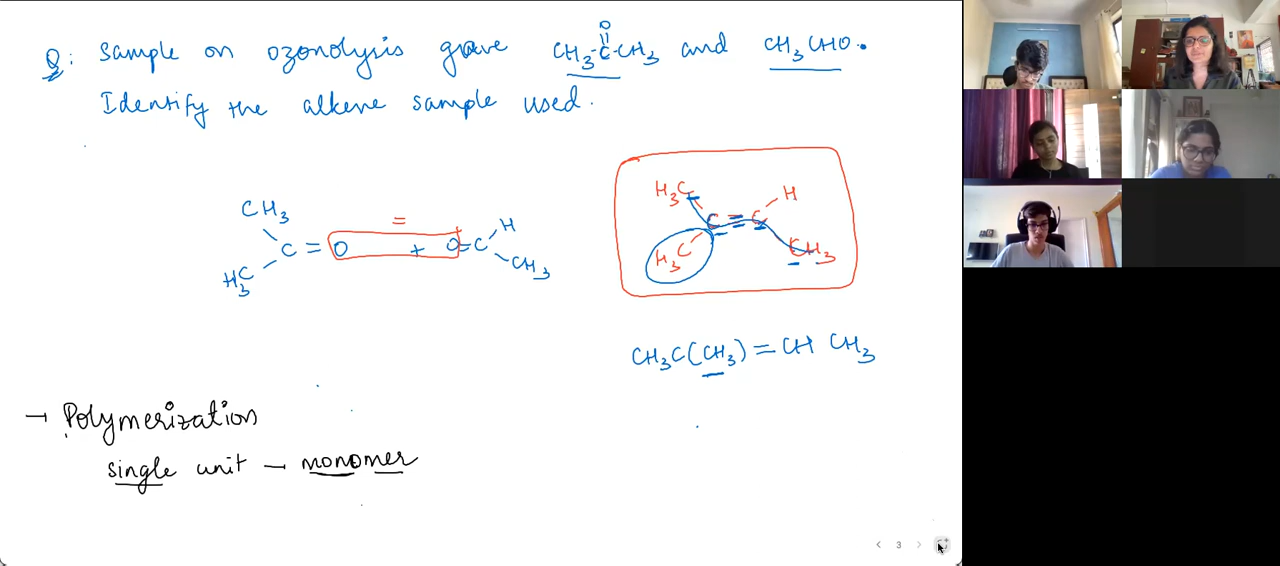 Q: Sample on ozonolysis gave CH3-C-CH3 and CH3CHO.
O
Identify the alkene sample used.
CH3
H3C
C = O + O = C
H
CH3
=
H3C
H3C
C = C
H
CH3
CH3C(CH3) = CH CH3
→ Polymerization
single unit — monomer
< 3 >